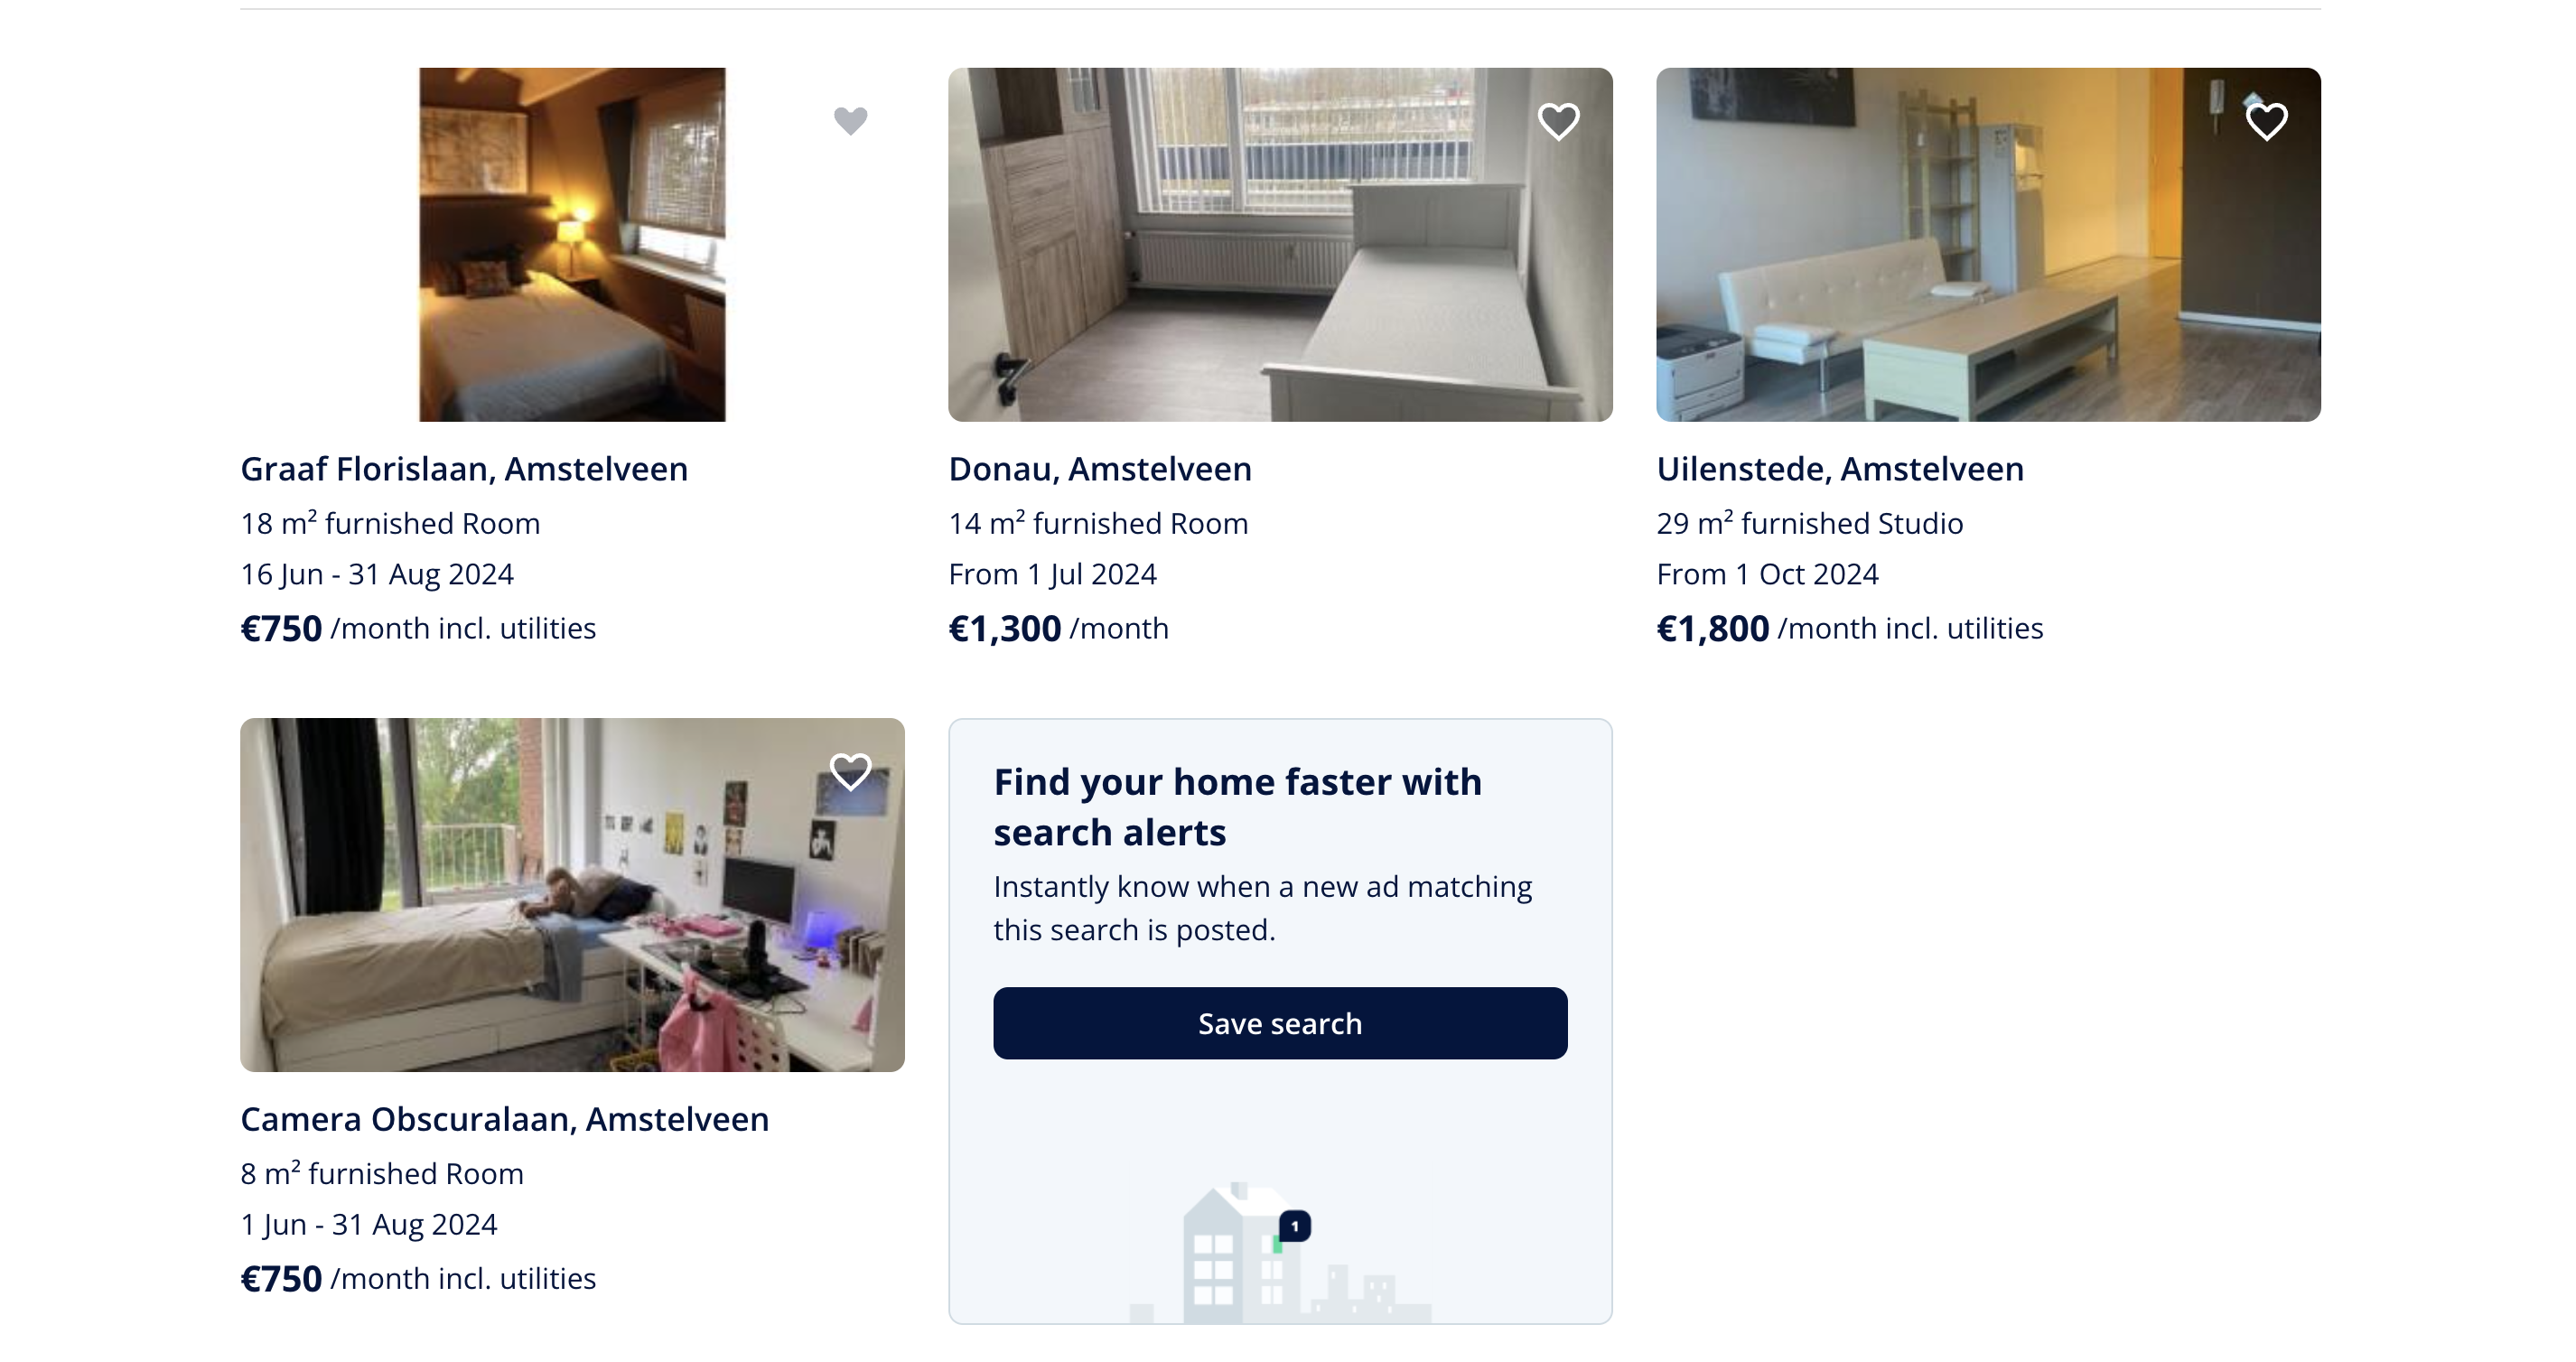 Graaf Florislaan, Amstelveen
18 m² furnished Room
16 Jun - 31 Aug 2024
€750 /month incl. utilities
Donau, Amstelveen
14 m² furnished Room
From 1 Jul 2024
€1,300 /month
Uilenstede, Amstelveen
29 m² furnished Studio
From 1 Oct 2024
€1,800 /month incl. utilities
Camera Obscuralaan, Amstelveen
8 m² furnished Room
1 Jun - 31 Aug 2024
€750 /month incl. utilities
Find your home faster with
search alerts
Instantly know when a new ad matching
this search is posted.
Save search
1